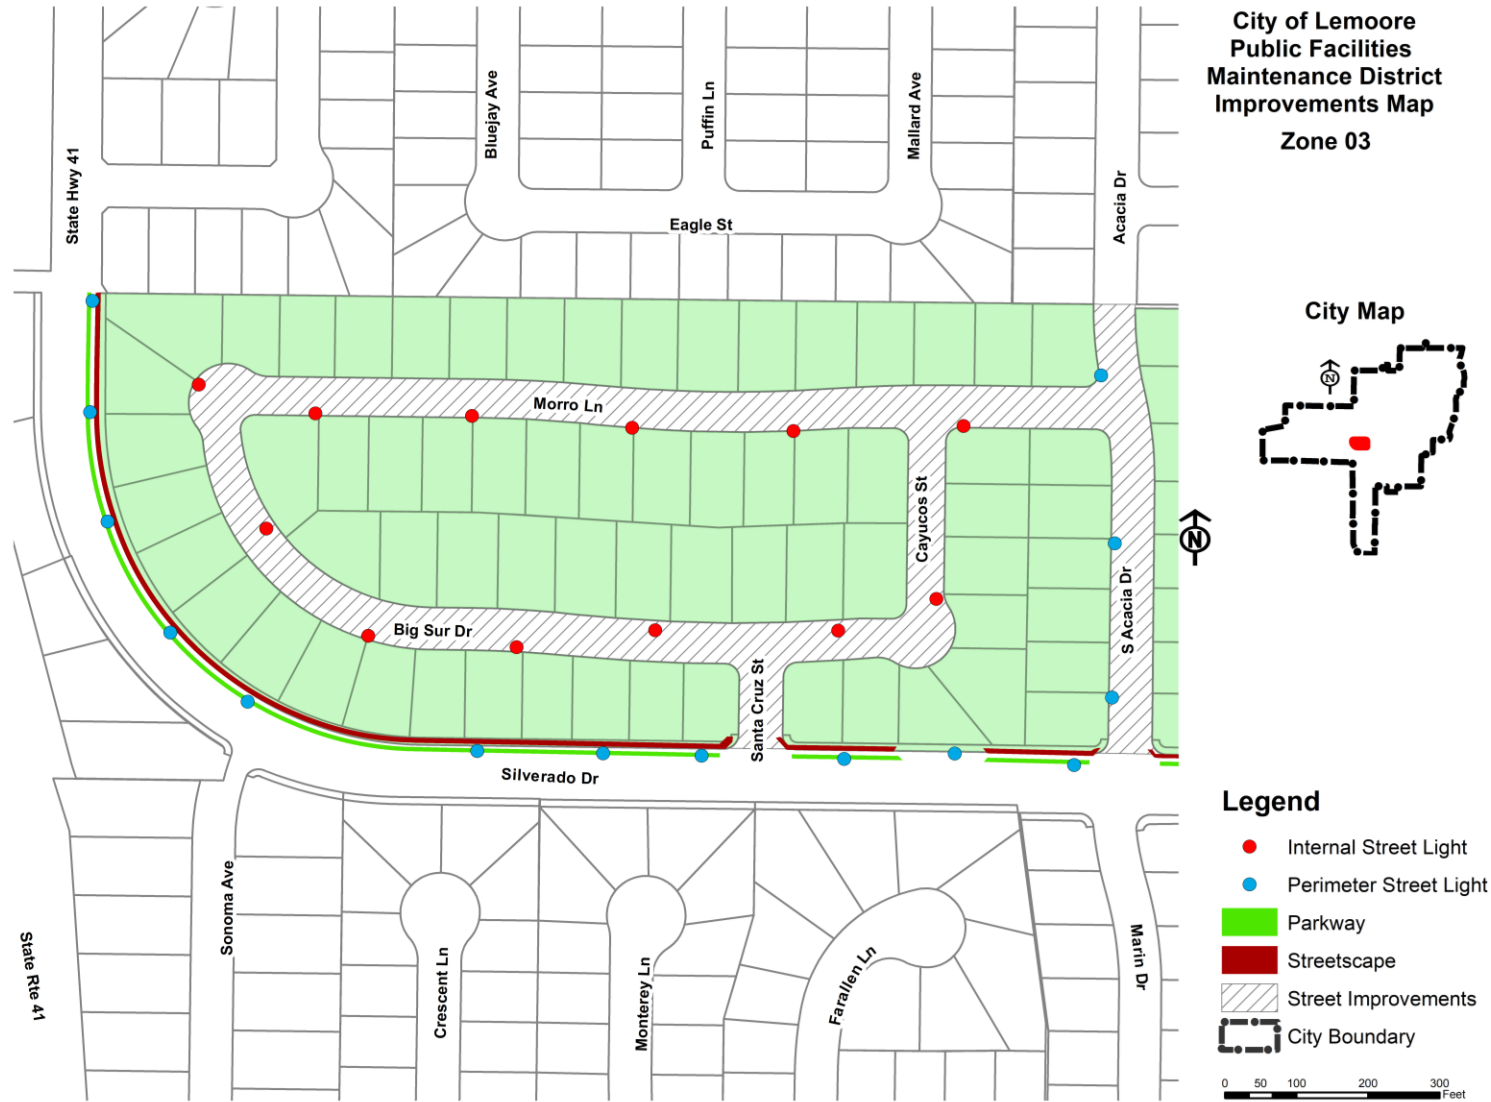 City of Lemoore
Public Facilities
Maintenance District
Improvements Map
Zone 03
State Hwy 41
Bluejay Ave
Puffin Ln
Mallard Ave
Acacia Dr
Eagle St
City Map
N
Morro Ln
Cayucos St
N
S Acacia Dr
Big Sur Dr
Santa Cruz St
Silverado Dr
Legend
Internal Street Light
Perimeter Street Light
Parkway
Streetscape
Street Improvements
City Boundary
0 50 100 200 300
Feet
State Rte 41
Sonoma Ave
Crescent Ln
Monterey Ln
Farallen Ln
Marin Dr